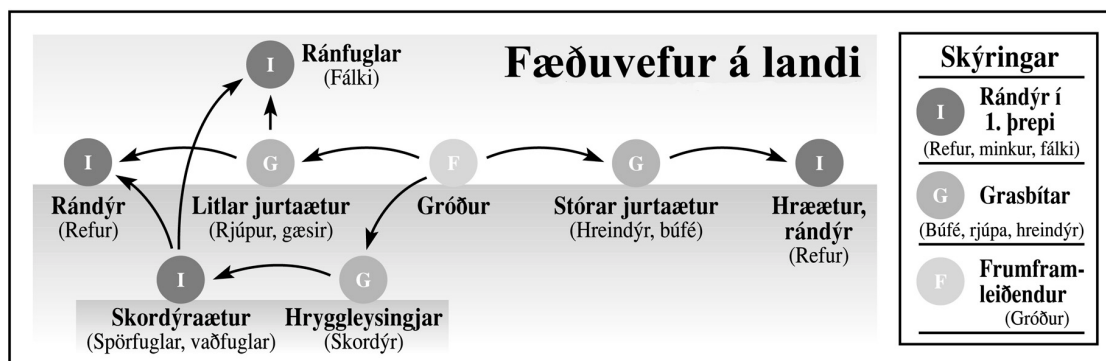 Fæðuvefur á landi
I
Ránfuglar
(Fálki)
I
Rándýr
(Refur)
G
Litlar jurtaætur
(Rjúpur, gæsir)
F
Gróður
G
Stórar jurtaætur
(Hreindýr, búfé)
I
Hræætur,
rándýr
(Refur)
I
Skordýraætur
(Spörfuglar, vaðfuglar)
G
Hryggleysingjar
(Skordýr)
Skýringar
I
Rándýr í
1. þrepi
(Refur, minkur, fálki)
G
Grasbítar
(Búfé, rjúpa, hreindýr)
F
Frumfram-
leiðendur
(Gróður)